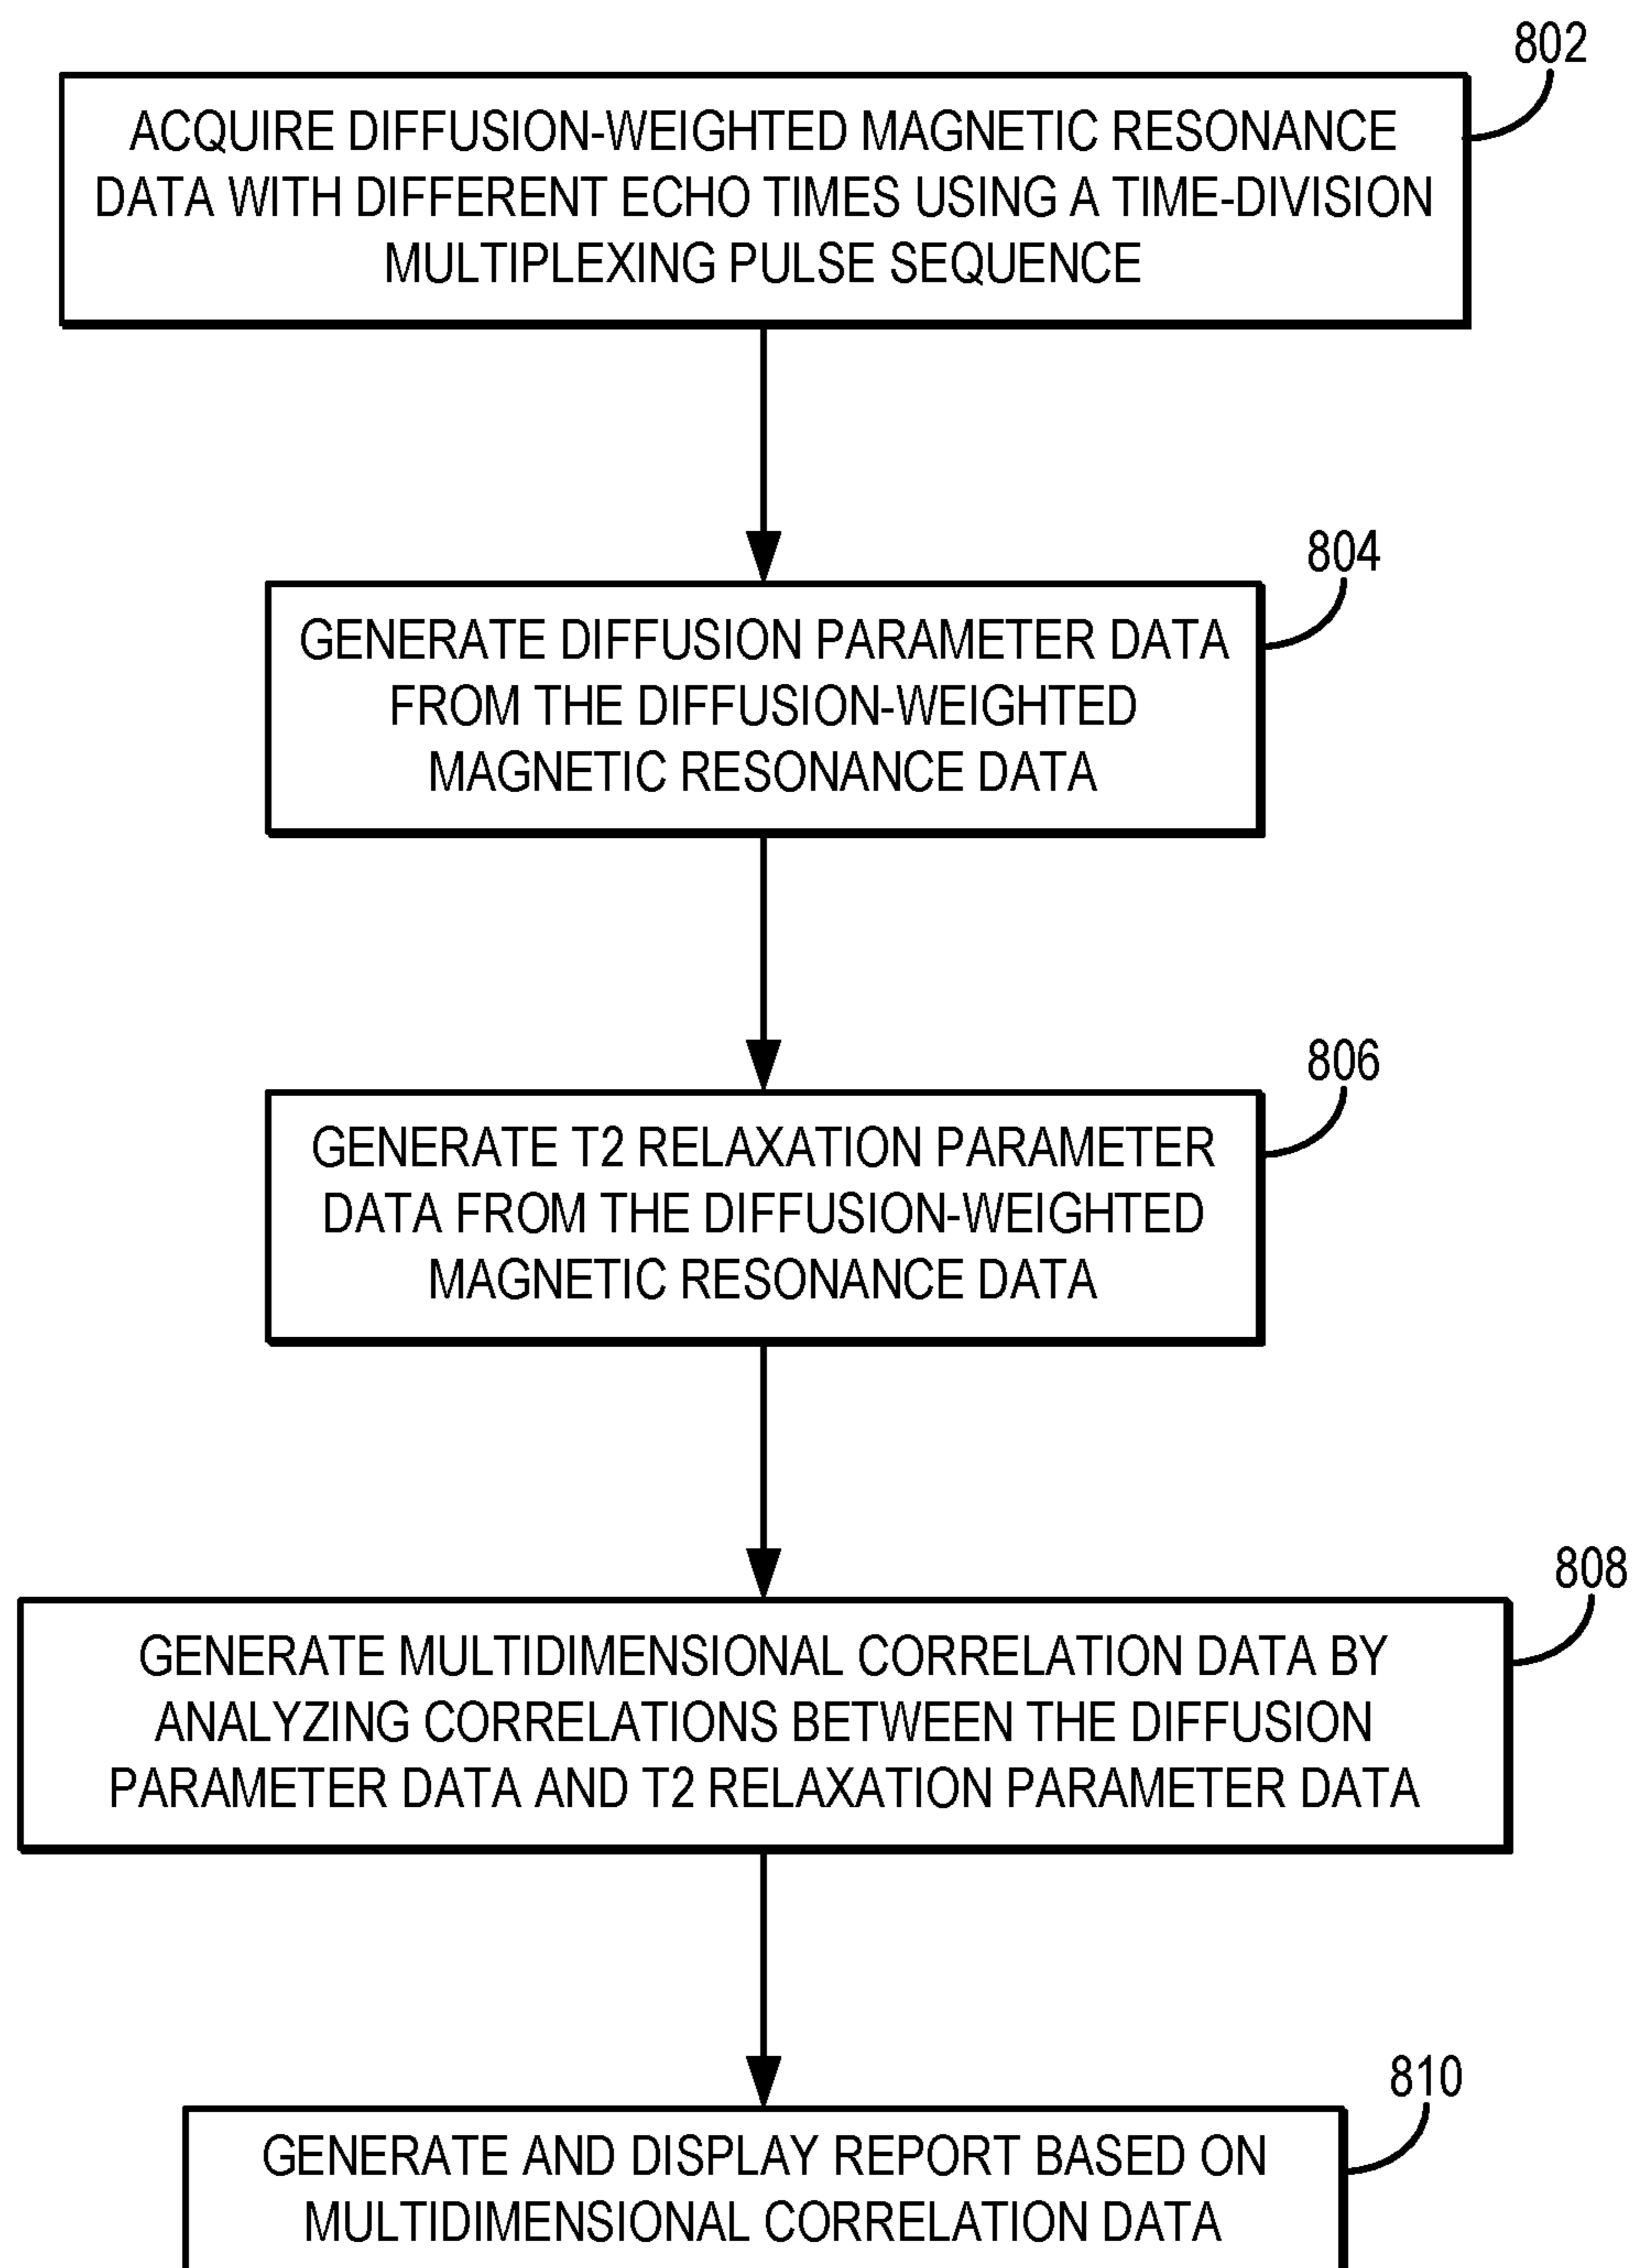 802
ACQUIRE DIFFUSION-WEIGHTED MAGNETIC RESONANCE
DATA WITH DIFFERENT ECHO TIMES USING A TIME-DIVISION
MULTIPLEXING PULSE SEQUENCE
804
GENERATE DIFFUSION PARAMETER DATA
FROM THE DIFFUSION-WEIGHTED
MAGNETIC RESONANCE DATA
806
GENERATE T2 RELAXATION PARAMETER
DATA FROM THE DIFFUSION-WEIGHTED
MAGNETIC RESONANCE DATA
808
GENERATE MULTIDIMENSIONAL CORRELATION DATA BY
ANALYZING CORRELATIONS BETWEEN THE DIFFUSION
PARAMETER DATA AND T2 RELAXATION PARAMETER DATA
810
GENERATE AND DISPLAY REPORT BASED ON
MULTIDIMENSIONAL CORRELATION DATA